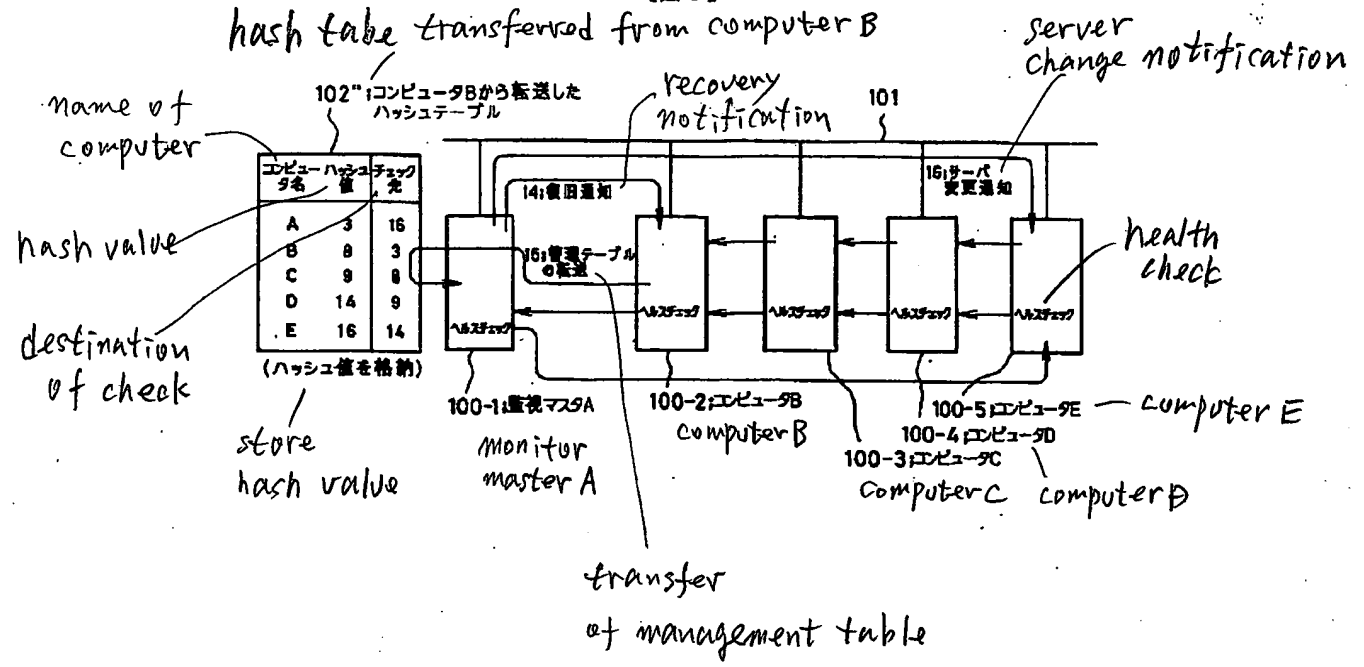 hash tabe transferred from computer B
server
change notification
102";コンピュータBから転送した
ハッシュテーブル
recovery
notification
101
name of
computer
コンピュー ハッシュ チェック
タ名 値 先
A 3 16
B 8 3
C 9 8
D 14 9
E 16 14
(ハッシュ値を格納)
hash value
destination
of check
store
hash value
14;復旧通知
16;サーバ
変更通知
15;管理テーブル
の転送
health
check
ヘルスチェック ヘルスチェック ヘルスチェック ヘルスチェック ヘルスチェック
100-1;監視マスタA
monitor
master A
100-2;コンピュータB
computer B
100-5;コンピュータE
computer E
100-4;コンピュータD
100-3;コンピュータC
computer C computer D
transfer
of management table